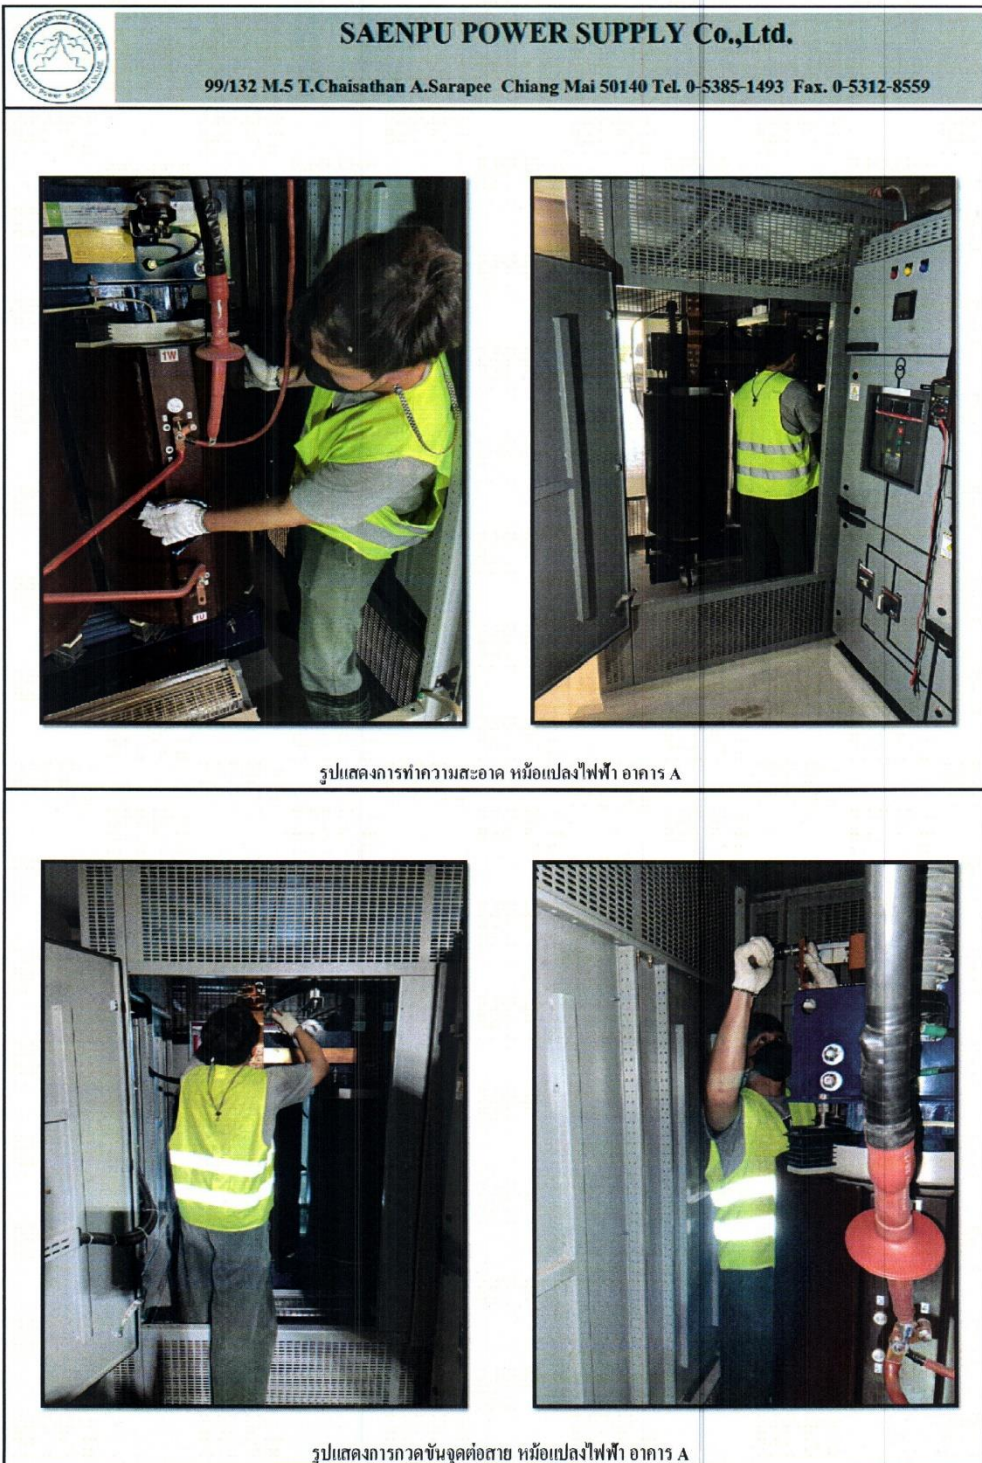 SAENPU POWER SUPPLY Co.,Ltd.
99/132 M.5 T.Chaisathan A.Sarapee Chiang Mai 50140 Tel. 0-5385-1493 Fax. 0-5312-8559
1W
1U
รูปแสดงการทำความสะอาด หม้อแปลงไฟฟ้า อาคาร A
รูปแสดงการกวดขันจุดต่อสาย หม้อแปลงไฟฟ้า อาคาร A